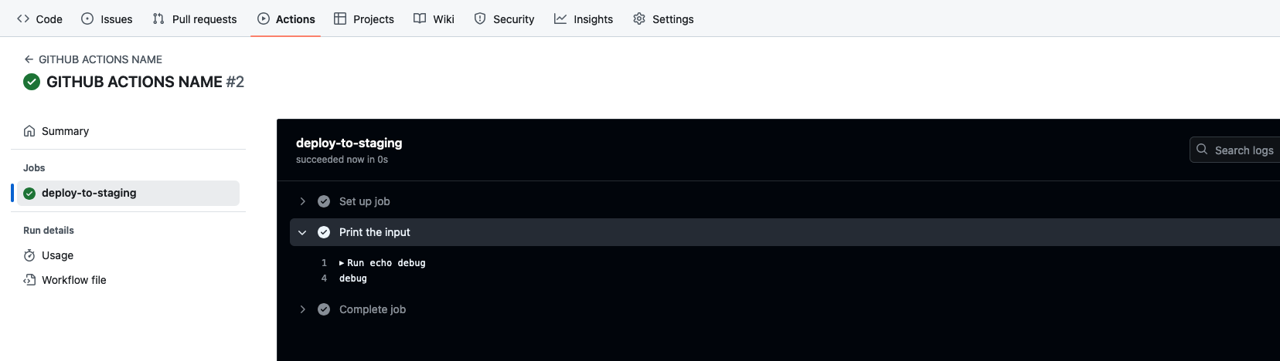 Code Issues Pull requests Actions Projects Wiki Security Insights Settings
← GITHUB ACTIONS NAME
GITHUB ACTIONS NAME #2
Summary
Jobs
deploy-to-staging
Run details
Usage
Workflow file
deploy-to-staging
succeeded now in 0s
Search logs
Set up job
Print the input
1 ▶ Run echo debug
4 debug
Complete job